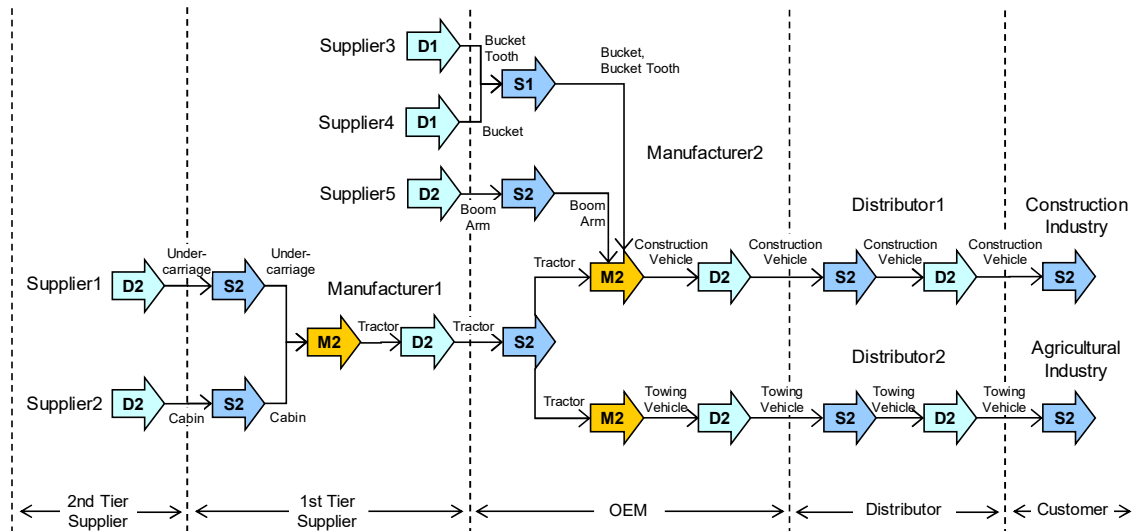 Supplier3
D1
Bucket
Tooth
S1
Bucket,
Bucket Tooth
Supplier4
D1
Bucket
Manufacturer2
Supplier5
D2
Boom
Arm
S2
Boom
Arm
Distributor1
Construction
Industry
Supplier1
D2
Under-
carriage
S2
Under-
carriage
Tractor
M2
Construction
Vehicle
D2
Construction
Vehicle
S2
Construction
Vehicle
D2
Construction
Vehicle
S2
Manufacturer1
M2
Tractor
D2
Tractor
S2
Distributor2
Agricultural
Industry
Supplier2
D2
Cabin
S2
Cabin
Tractor
M2
Towing
Vehicle
D2
Towing
Vehicle
S2
Towing
Vehicle
D2
Towing
Vehicle
S2
2nd Tier
Supplier
1st Tier
Supplier
OEM
Distributor
Customer